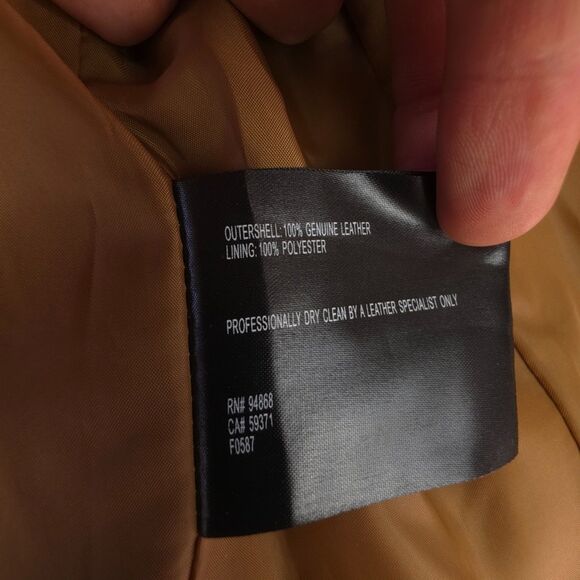 OUTERSHELL: 100% GENUINE LEATHER
LINING: 100% POLYESTER
PROFESSIONALLY DRY CLEAN BY A LEATHER SPECIALIST ONLY
RN# 94868
CA# 59371
F0587